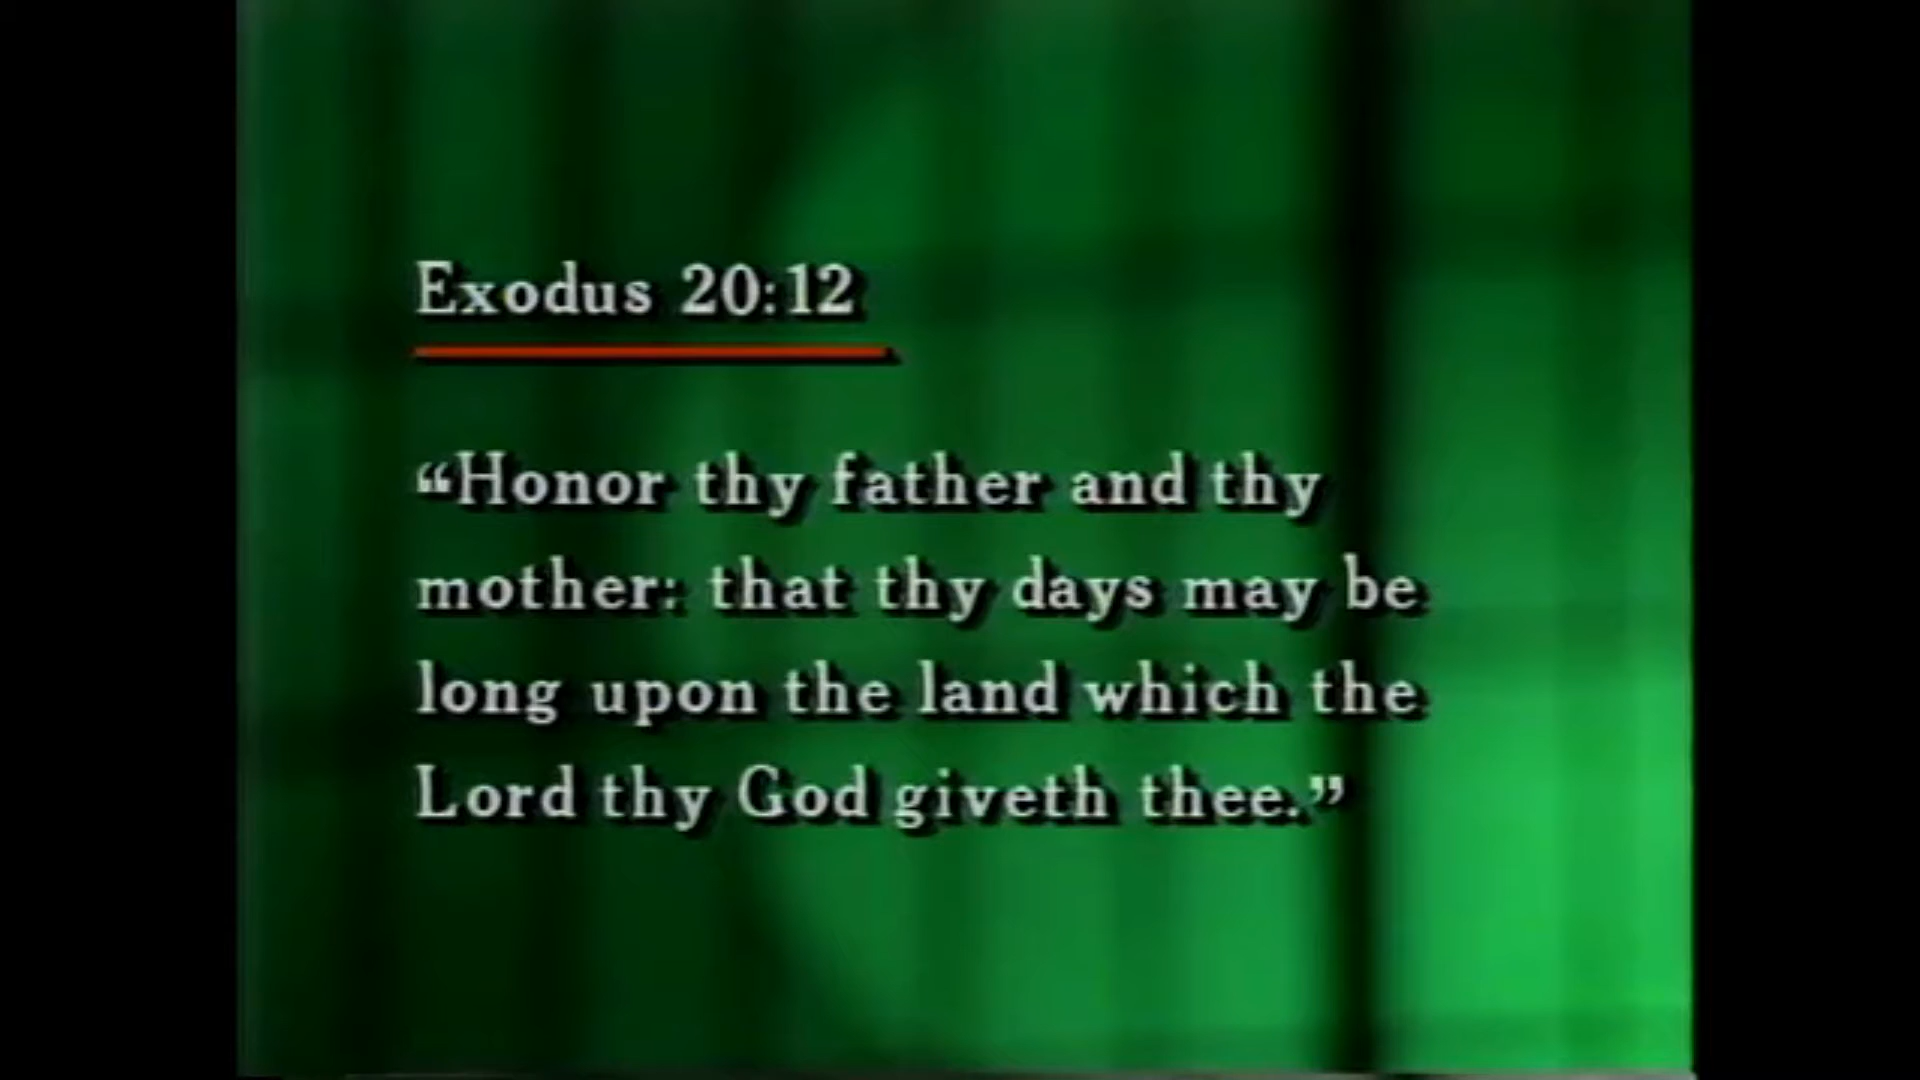 Exodus 20:12
“Honor thy father and thy
mother: that thy days may be
long upon the land which the
Lord thy God giveth thee.”